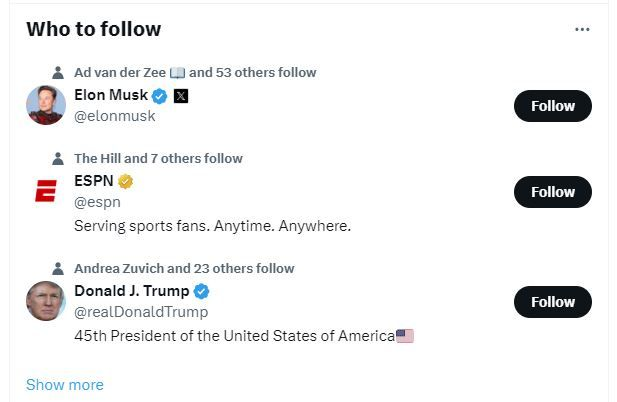 Who to follow
Ad van der Zee 📖 and 53 others follow
Elon Musk
@elonmusk
Follow
The Hill and 7 others follow
ESPN
@espn
Follow
Serving sports fans. Anytime. Anywhere.
Andrea Zuvich and 23 others follow
Donald J. Trump
@realDonaldTrump
Follow
45th President of the United States of America🇺🇸
Show more